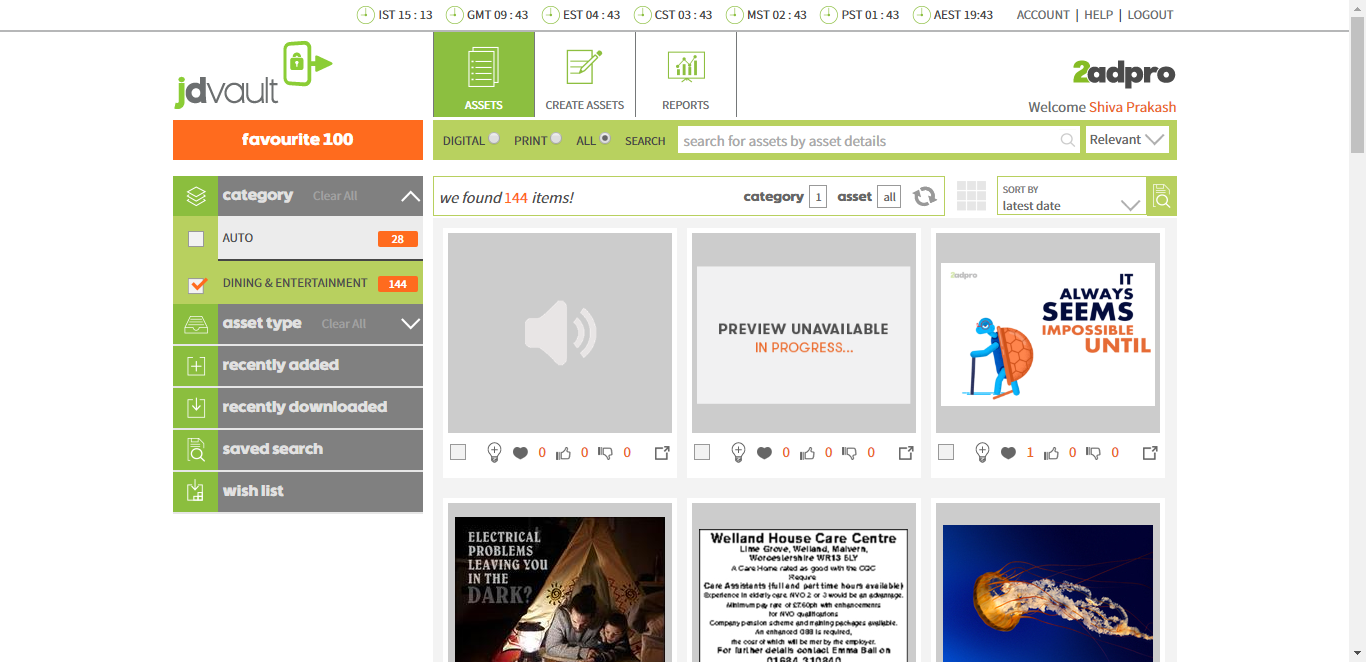 IST 15 : 13 GMT 09 : 43 EST 04 : 43 CST 03 : 43 MST 02 : 43 PST 01 : 43 AEST 19:43 ACCOUNT | HELP | LOGOUT
jdvault
ASSETS
CREATE ASSETS
REPORTS
2adpro
Welcome Shiva Prakash
favourite 100
DIGITAL PRINT ALL SEARCH search for assets by asset details Relevant
category Clear All
AUTO 28
DINING & ENTERTAINMENT 144
asset type Clear All
recently added
recently downloaded
saved search
wish list
we found 144 items! category 1 asset all
SORT BY
latest date
PREVIEW UNAVAILABLE
IN PROGRESS...
2adpro
IT
ALWAYS
SEEMS
IMPOSSIBLE
UNTIL
0 0 0
0 0 0
1 0 0
ELECTRICAL
PROBLEMS
LEAVING YOU
IN THE
DARK?
Welland House Care Centre
Lime Grove, Welland, Malvern,
Worcestershire WR13 6LY
A Care Home rated as good with the CQC
Require
Care Assistants (full and part time hours available)
Experience in elderly care. NVQ 2 or 3 would be an advantage.
Minimum pay rate of £7.60ph with enhancements
for NVQ qualifications
Company pension scheme and training packages available.
An enhanced DBS is required,
the cost of which will be met by the employer.
For further details contact Emma Ball on
01684 310840